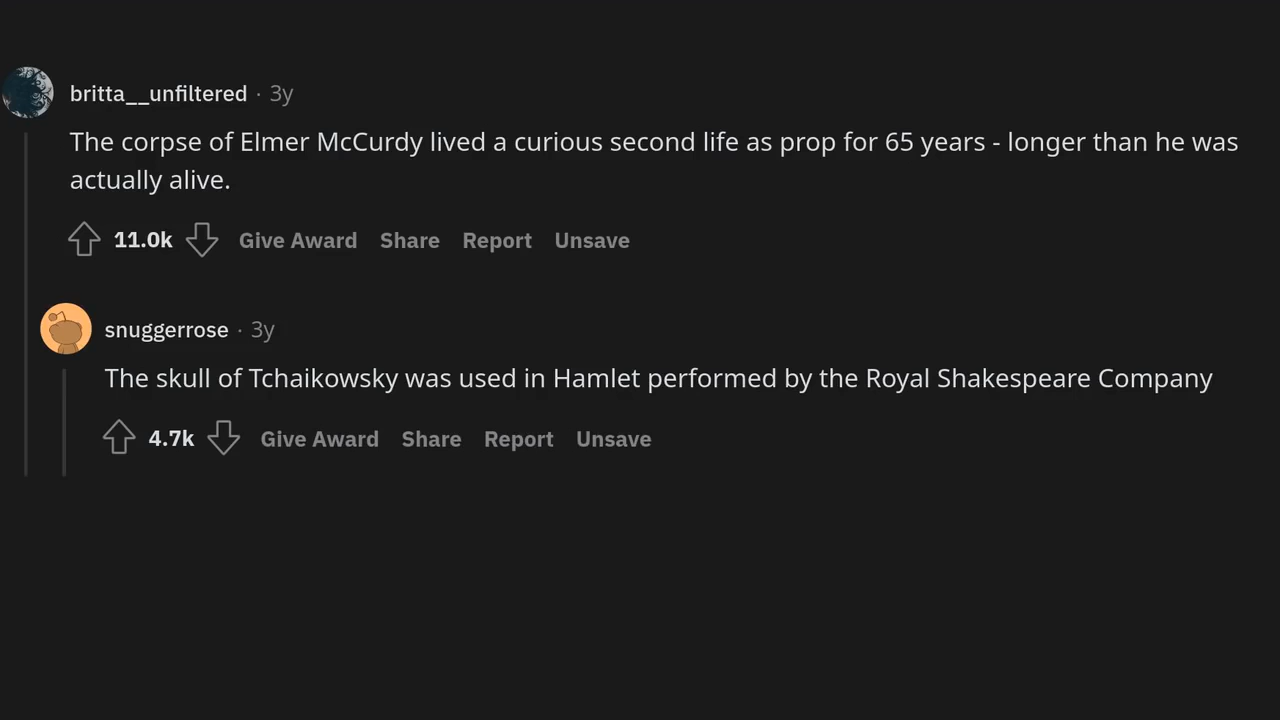 britta__unfiltered · 3y
The corpse of Elmer McCurdy lived a curious second life as prop for 65 years - longer than he was
actually alive.
11.0k Give Award Share Report Unsave
snuggerrose · 3y
The skull of Tchaikowsky was used in Hamlet performed by the Royal Shakespeare Company
4.7k Give Award Share Report Unsave